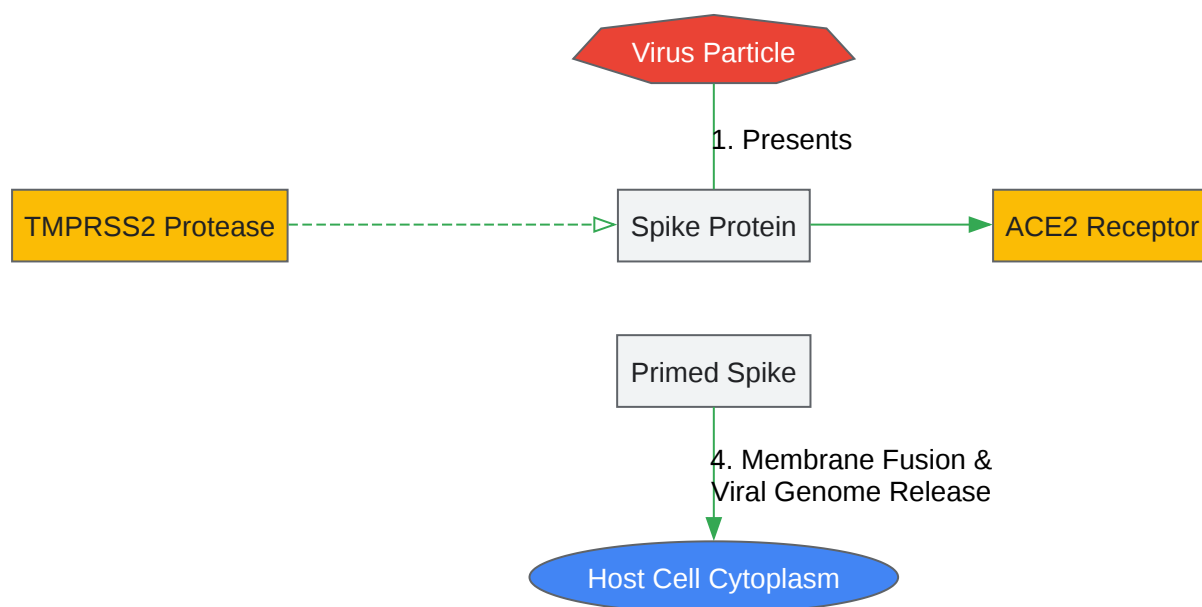 Virus Particle
1. Presents
TMPRSS2 Protease
Spike Protein
ACE2 Receptor
Primed Spike
4. Membrane Fusion &
Viral Genome Release
Host Cell Cytoplasm